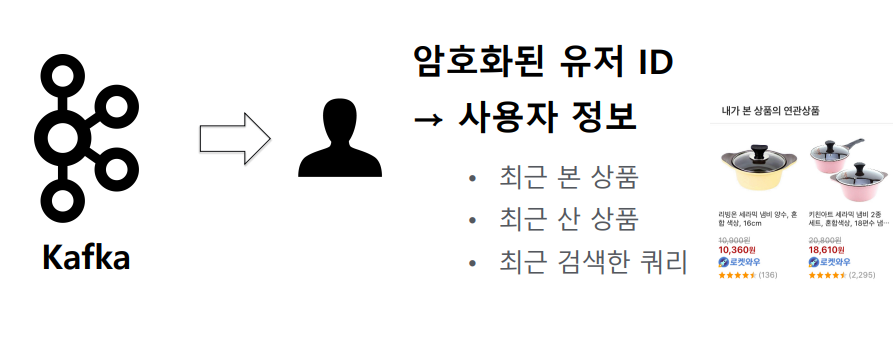 암호화된 유저 ID
→ 사용자 정보
• 최근 본 상품
• 최근 산 상품
• 최근 검색한 쿼리
Kafka
내가 본 상품의 연관상품
리빙온 세라믹 냄비 양수, 혼
합 색상, 16cm
10,900원
10,360원
로켓와우
(136)
키친아트 세라믹 냄비 2종
세트, 혼합색상, 18편수 냄...
20,800원
18,610원
로켓와우
(2,295)